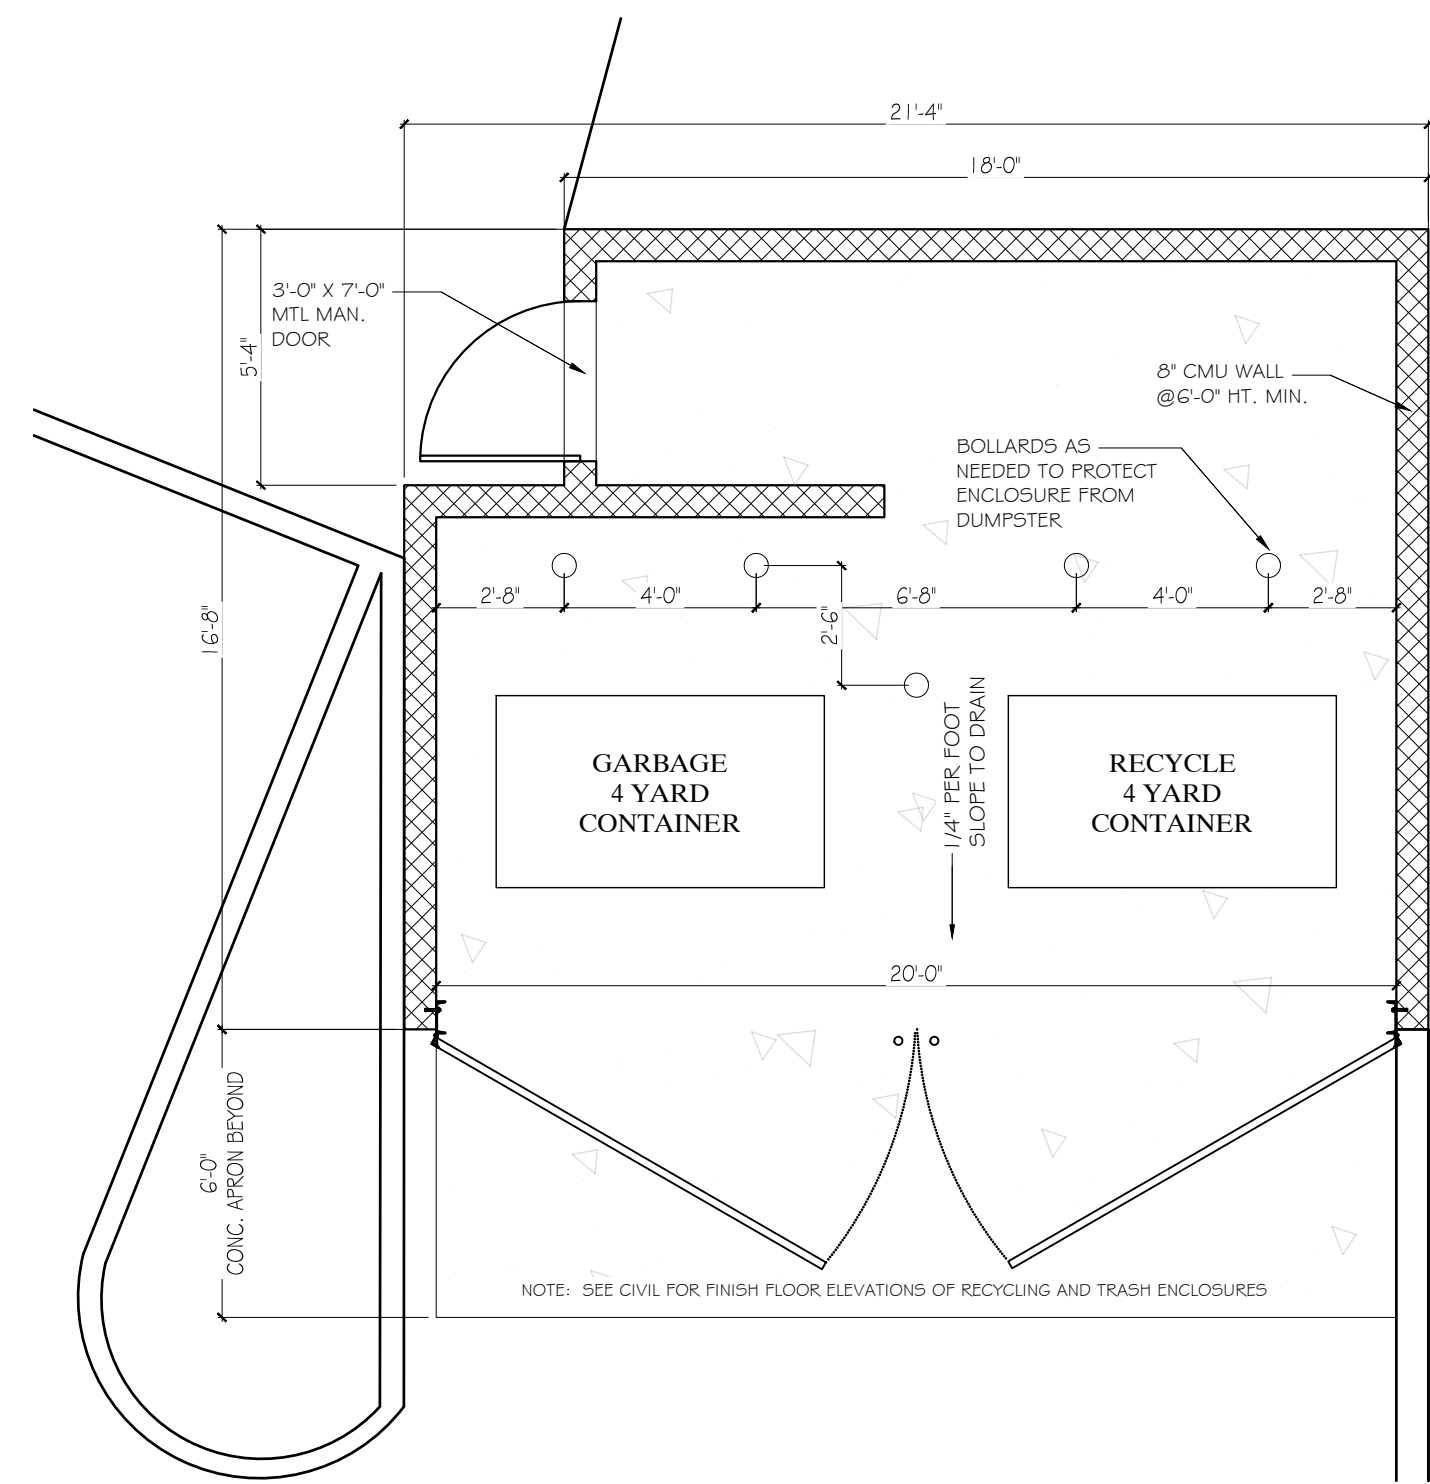 21'-4"
18'-0"
3'-0" X 7'-0"
MTL MAN.
DOOR
5'-4"
8" CMU WALL
@6'-0" HT. MIN.
BOLLARDS AS
NEEDED TO PROTECT
ENCLOSURE FROM
DUMPSTER
2'-8"
4'-0"
6'-8"
4'-0"
2'-8"
2'-6"
16'-8"
GARBAGE
4 YARD
CONTAINER
1/4" PER FOOT
SLOPE TO DRAIN
RECYCLE
4 YARD
CONTAINER
20'-0"
6'-0"
CONC. APRON BEYOND
NOTE: SEE CIVIL FOR FINISH FLOOR ELEVATIONS OF RECYCLING AND TRASH ENCLOSURES